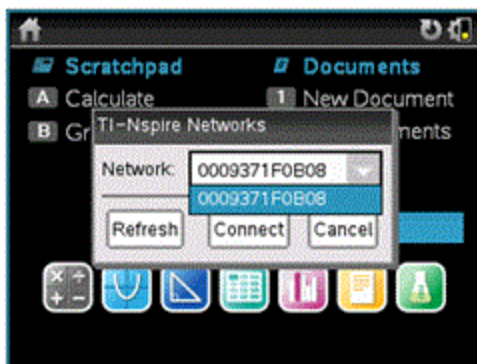 Scratchpad
Documents
A Calculate
1 New Document
B Gr
ments
TI-Nspire Networks
Network: 0009371F0B08
0009371F0B08
Refresh Connect Cancel